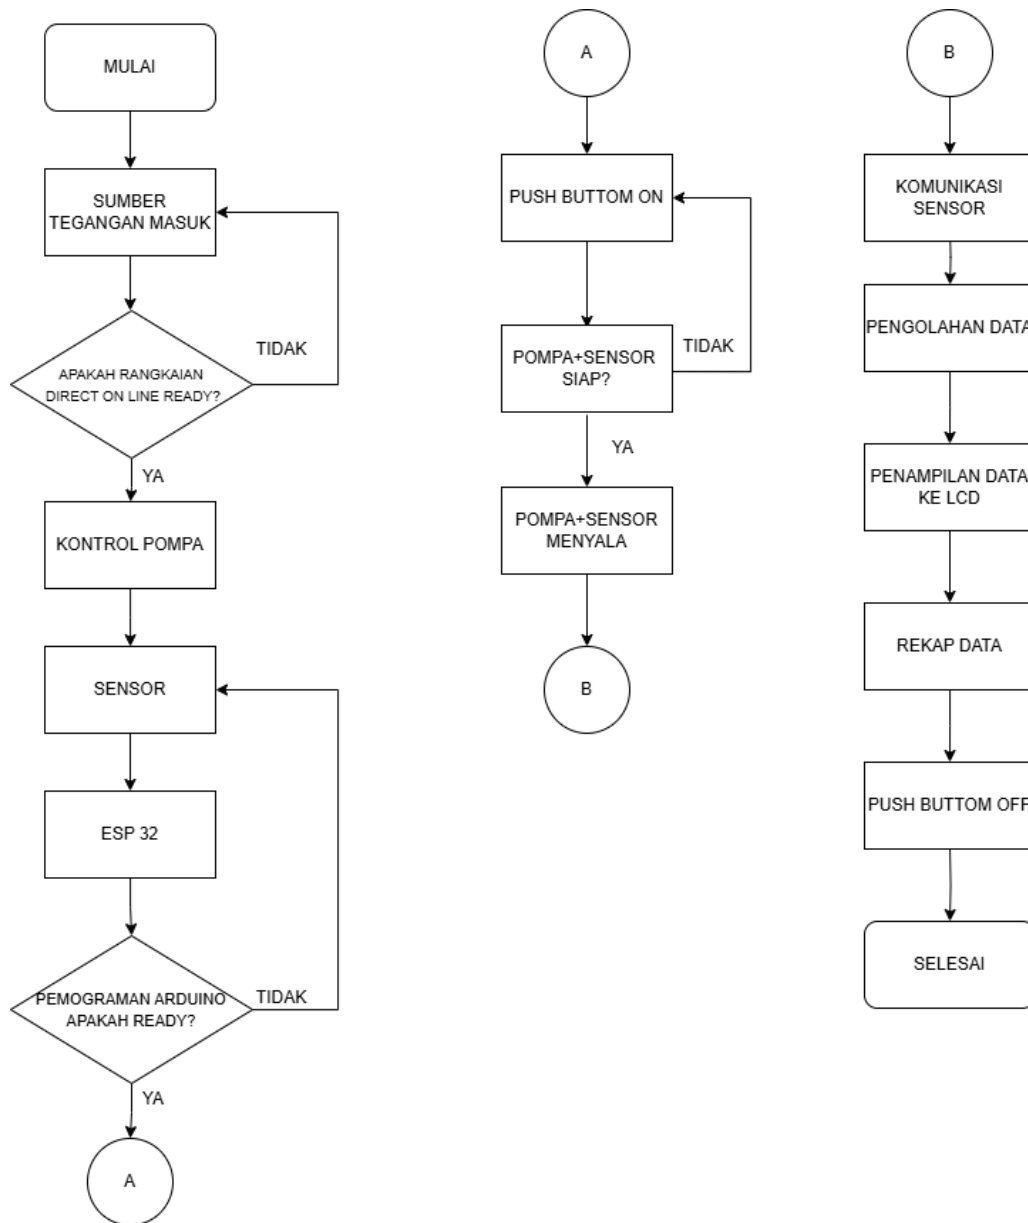 MULAI
SUMBER
TEGANGAN MASUK
APAKAH RANGKAIAN
DIRECT ON LINE READY?
TIDAK
YA
KONTROL POMPA
SENSOR
ESP 32
PEMOGRAMAN ARDUINO
APAKAH READY?
TIDAK
YA
A
A
PUSH BUTTOM ON
POMPA+SENSOR
SIAP?
TIDAK
YA
POMPA+SENSOR
MENYALA
B
B
KOMUNIKASI
SENSOR
PENGOLAHAN DATA
PENAMPILAN DATA
KE LCD
REKAP DATA
PUSH BUTTOM OFF
SELESAI